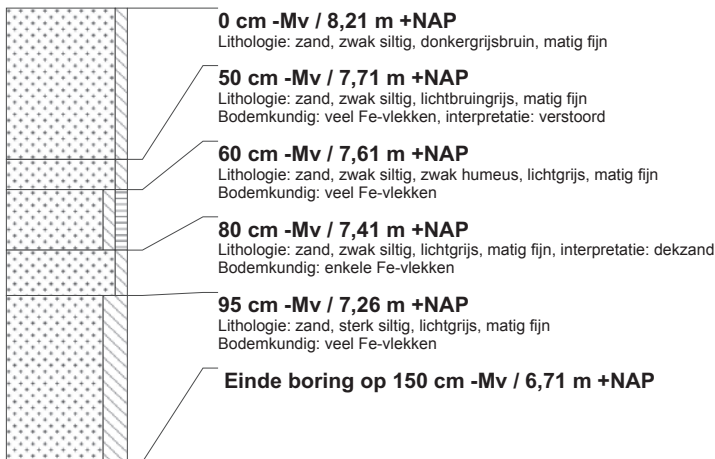 0 cm -Mv / 8,21 m +NAP
Lithologie: zand, zwak siltig, donkergrijsbruin, matig fijn
50 cm -Mv / 7,71 m +NAP
Lithologie: zand, zwak siltig, lichtbruingrijs, matig fijn
Bodemkundig: veel Fe-vlekken, interpretatie: verstoord
60 cm -Mv / 7,61 m +NAP
Lithologie: zand, zwak siltig, zwak humeus, lichtgrijs, matig fijn
Bodemkundig: veel Fe-vlekken
80 cm -Mv / 7,41 m +NAP
Lithologie: zand, zwak siltig, lichtgrijs, matig fijn, interpretatie: dekzand
Bodemkundig: enkele Fe-vlekken
95 cm -Mv / 7,26 m +NAP
Lithologie: zand, sterk siltig, lichtgrijs, matig fijn
Bodemkundig: veel Fe-vlekken
Einde boring op 150 cm -Mv / 6,71 m +NAP